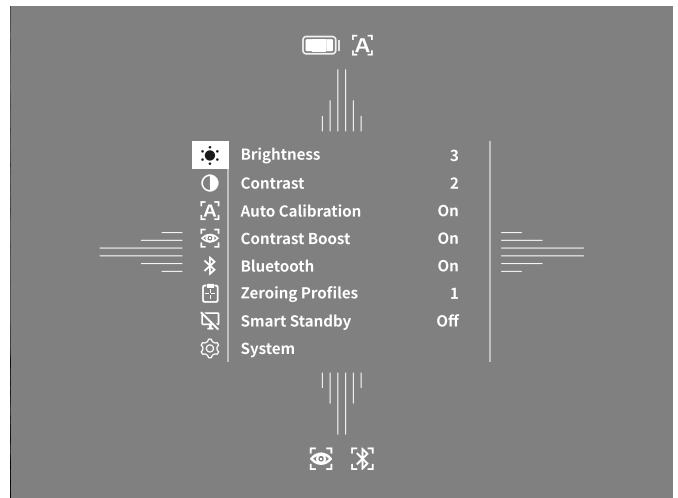 [A]
Brightness 3
Contrast 2
[A] Auto Calibration On
Contrast Boost On
Bluetooth On
Zeroing Profiles 1
Smart Standby Off
System